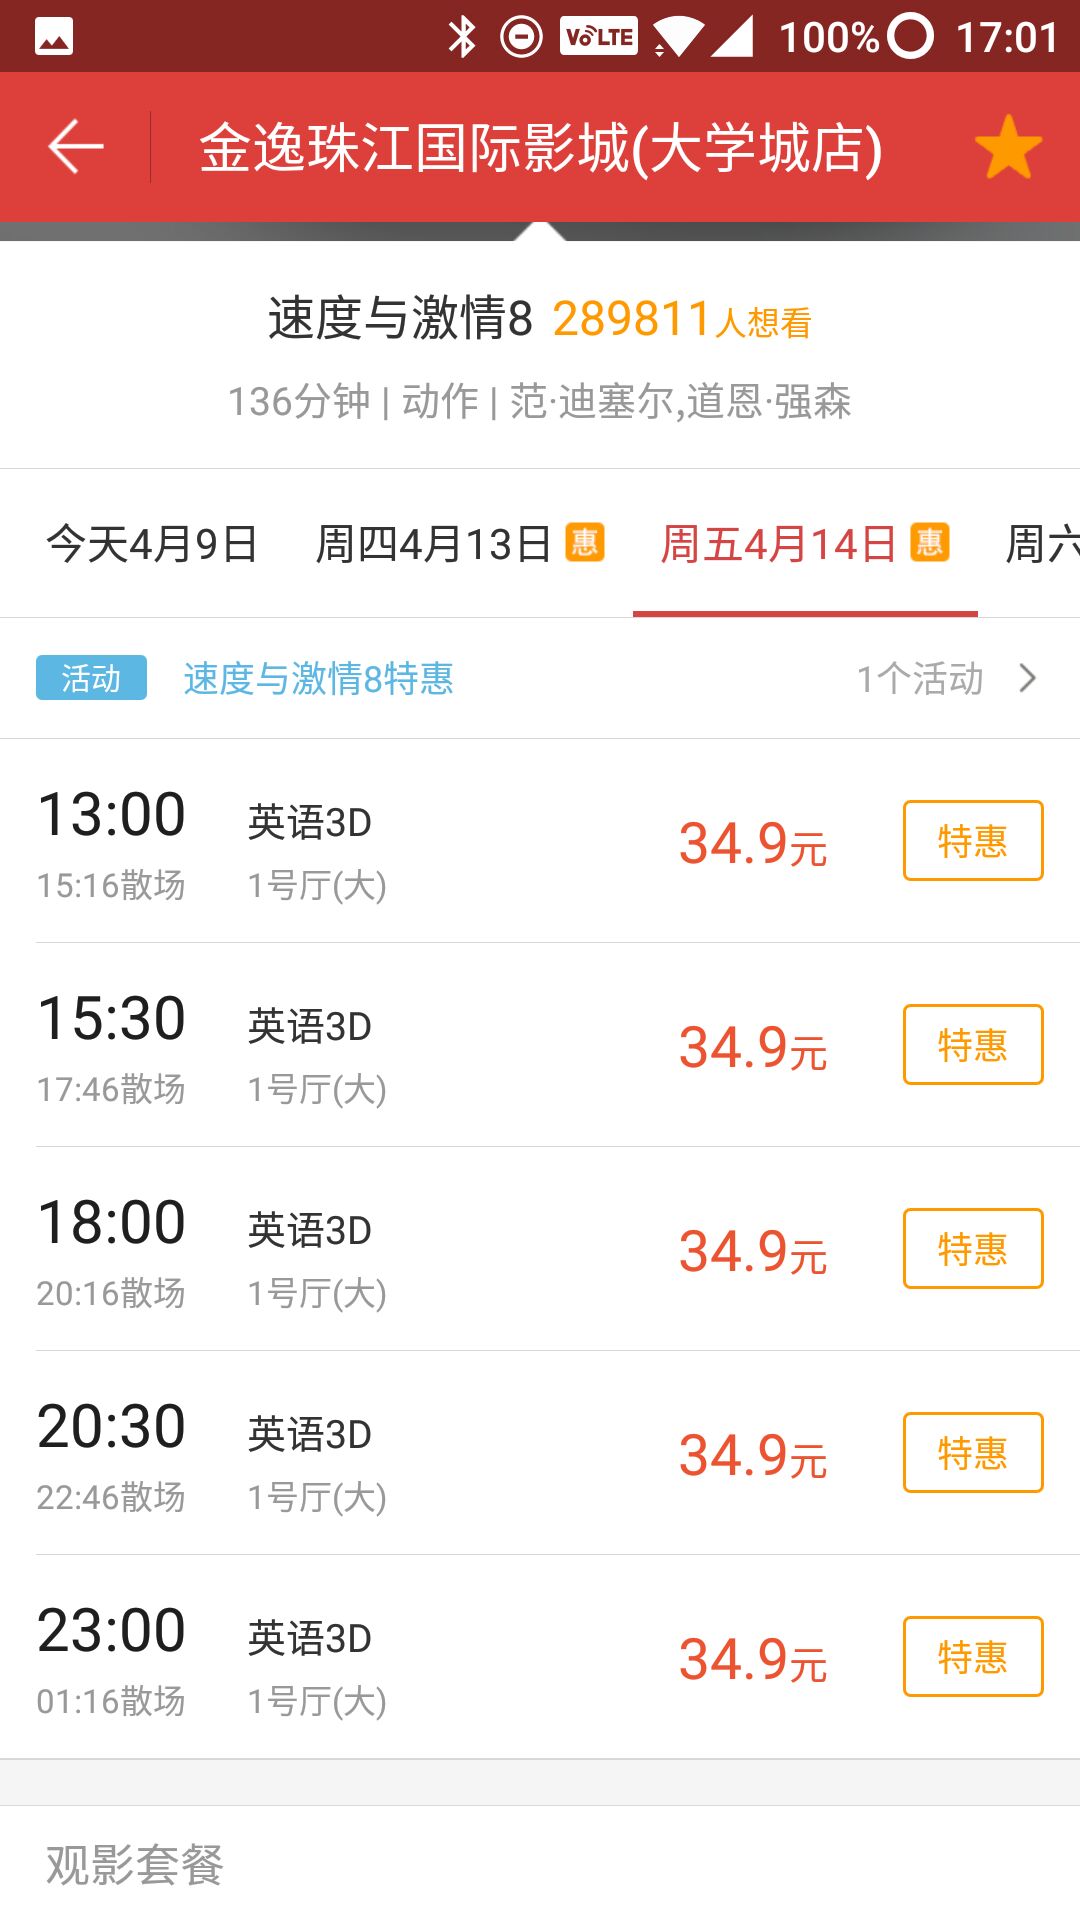 VoLTE 100% 17:01
金逸珠江国际影城(大学城店)
速度与激情8 289811人想看
136分钟 | 动作 | 范·迪塞尔,道恩·强森
今天4月9日 周四4月13日 惠 周五4月14日 惠 周六
活动 速度与激情8特惠 1个活动
13:00 英语3D 34.9元 特惠
15:16散场 1号厅(大)
15:30 英语3D 34.9元 特惠
17:46散场 1号厅(大)
18:00 英语3D 34.9元 特惠
20:16散场 1号厅(大)
20:30 英语3D 34.9元 特惠
22:46散场 1号厅(大)
23:00 英语3D 34.9元 特惠
01:16散场 1号厅(大)
观影套餐